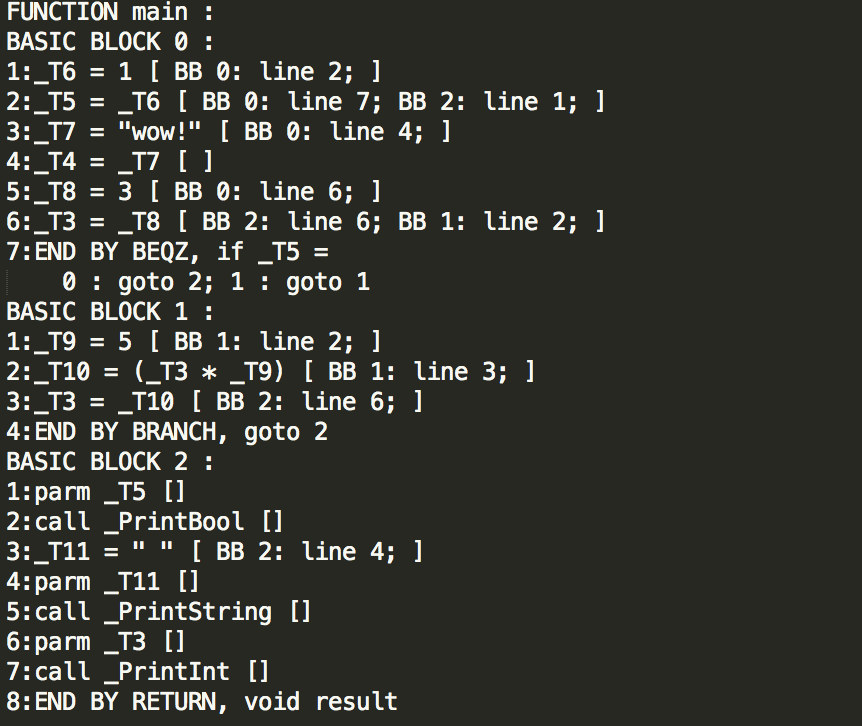 FUNCTION main :
BASIC BLOCK 0 :
1:_T6 = 1 [ BB 0: line 2; ]
2:_T5 = _T6 [ BB 0: line 7; BB 2: line 1; ]
3:_T7 = "wow!" [ BB 0: line 4; ]
4:_T4 = _T7 [ ]
5:_T8 = 3 [ BB 0: line 6; ]
6:_T3 = _T8 [ BB 2: line 6; BB 1: line 2; ]
7:END BY BEQZ, if _T5 =
    0 : goto 2; 1 : goto 1
BASIC BLOCK 1 :
1:_T9 = 5 [ BB 1: line 2; ]
2:_T10 = (_T3 * _T9) [ BB 1: line 3; ]
3:_T3 = _T10 [ BB 2: line 6; ]
4:END BY BRANCH, goto 2
BASIC BLOCK 2 :
1:parm _T5 []
2:call _PrintBool []
3:_T11 = " " [ BB 2: line 4; ]
4:parm _T11 []
5:call _PrintString []
6:parm _T3 []
7:call _PrintInt []
8:END BY RETURN, void result